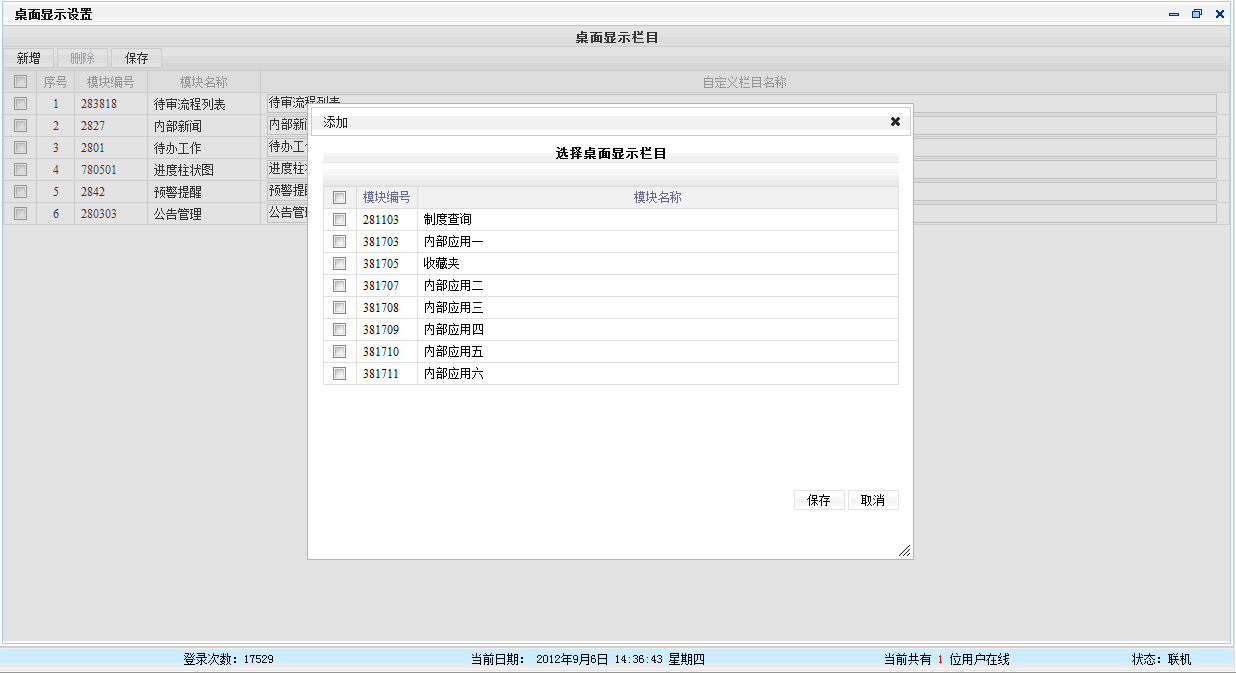 桌面显示设置
桌面显示栏目
新增 删除 保存
序号 模块编号 模块名称 自定义栏目名称
1 283818 待审流程列表 待审流程列表
2 2827 内部新闻 内部新
3 2801 待办工作 待办工
4 780501 进度柱状图 进度柱
5 2842 预警提醒 预警提
6 280303 公告管理 公告管
添加
选择桌面显示栏目
模块编号 模块名称
281103 制度查询
381703 内部应用一
381705 收藏夹
381707 内部应用二
381708 内部应用三
381709 内部应用四
381710 内部应用五
381711 内部应用六
保存 取消
登录次数：17529 当前日期： 2012年9月6日 14:36:43 星期四 当前共有 1 位用户在线 状态：联机